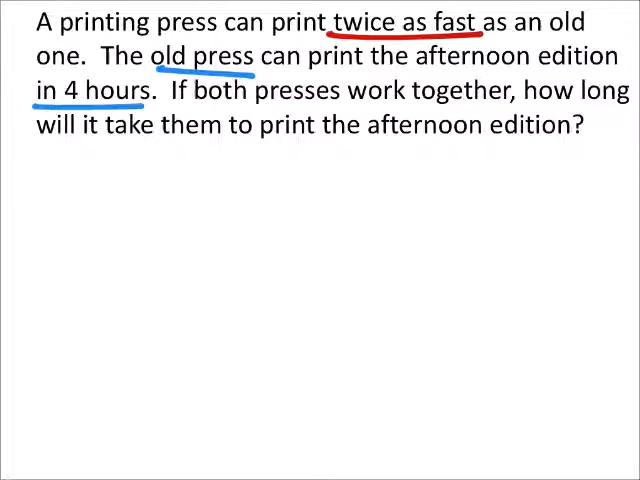 A printing press can print twice as fast as an old
one.  The old press can print the afternoon edition
in 4 hours.  If both presses work together, how long
will it take them to print the afternoon edition?